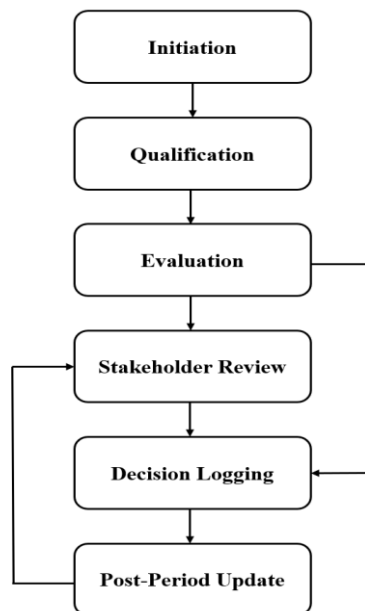 Initiation
Qualification
Evaluation
Stakeholder Review
Decision Logging
Post-Period Update